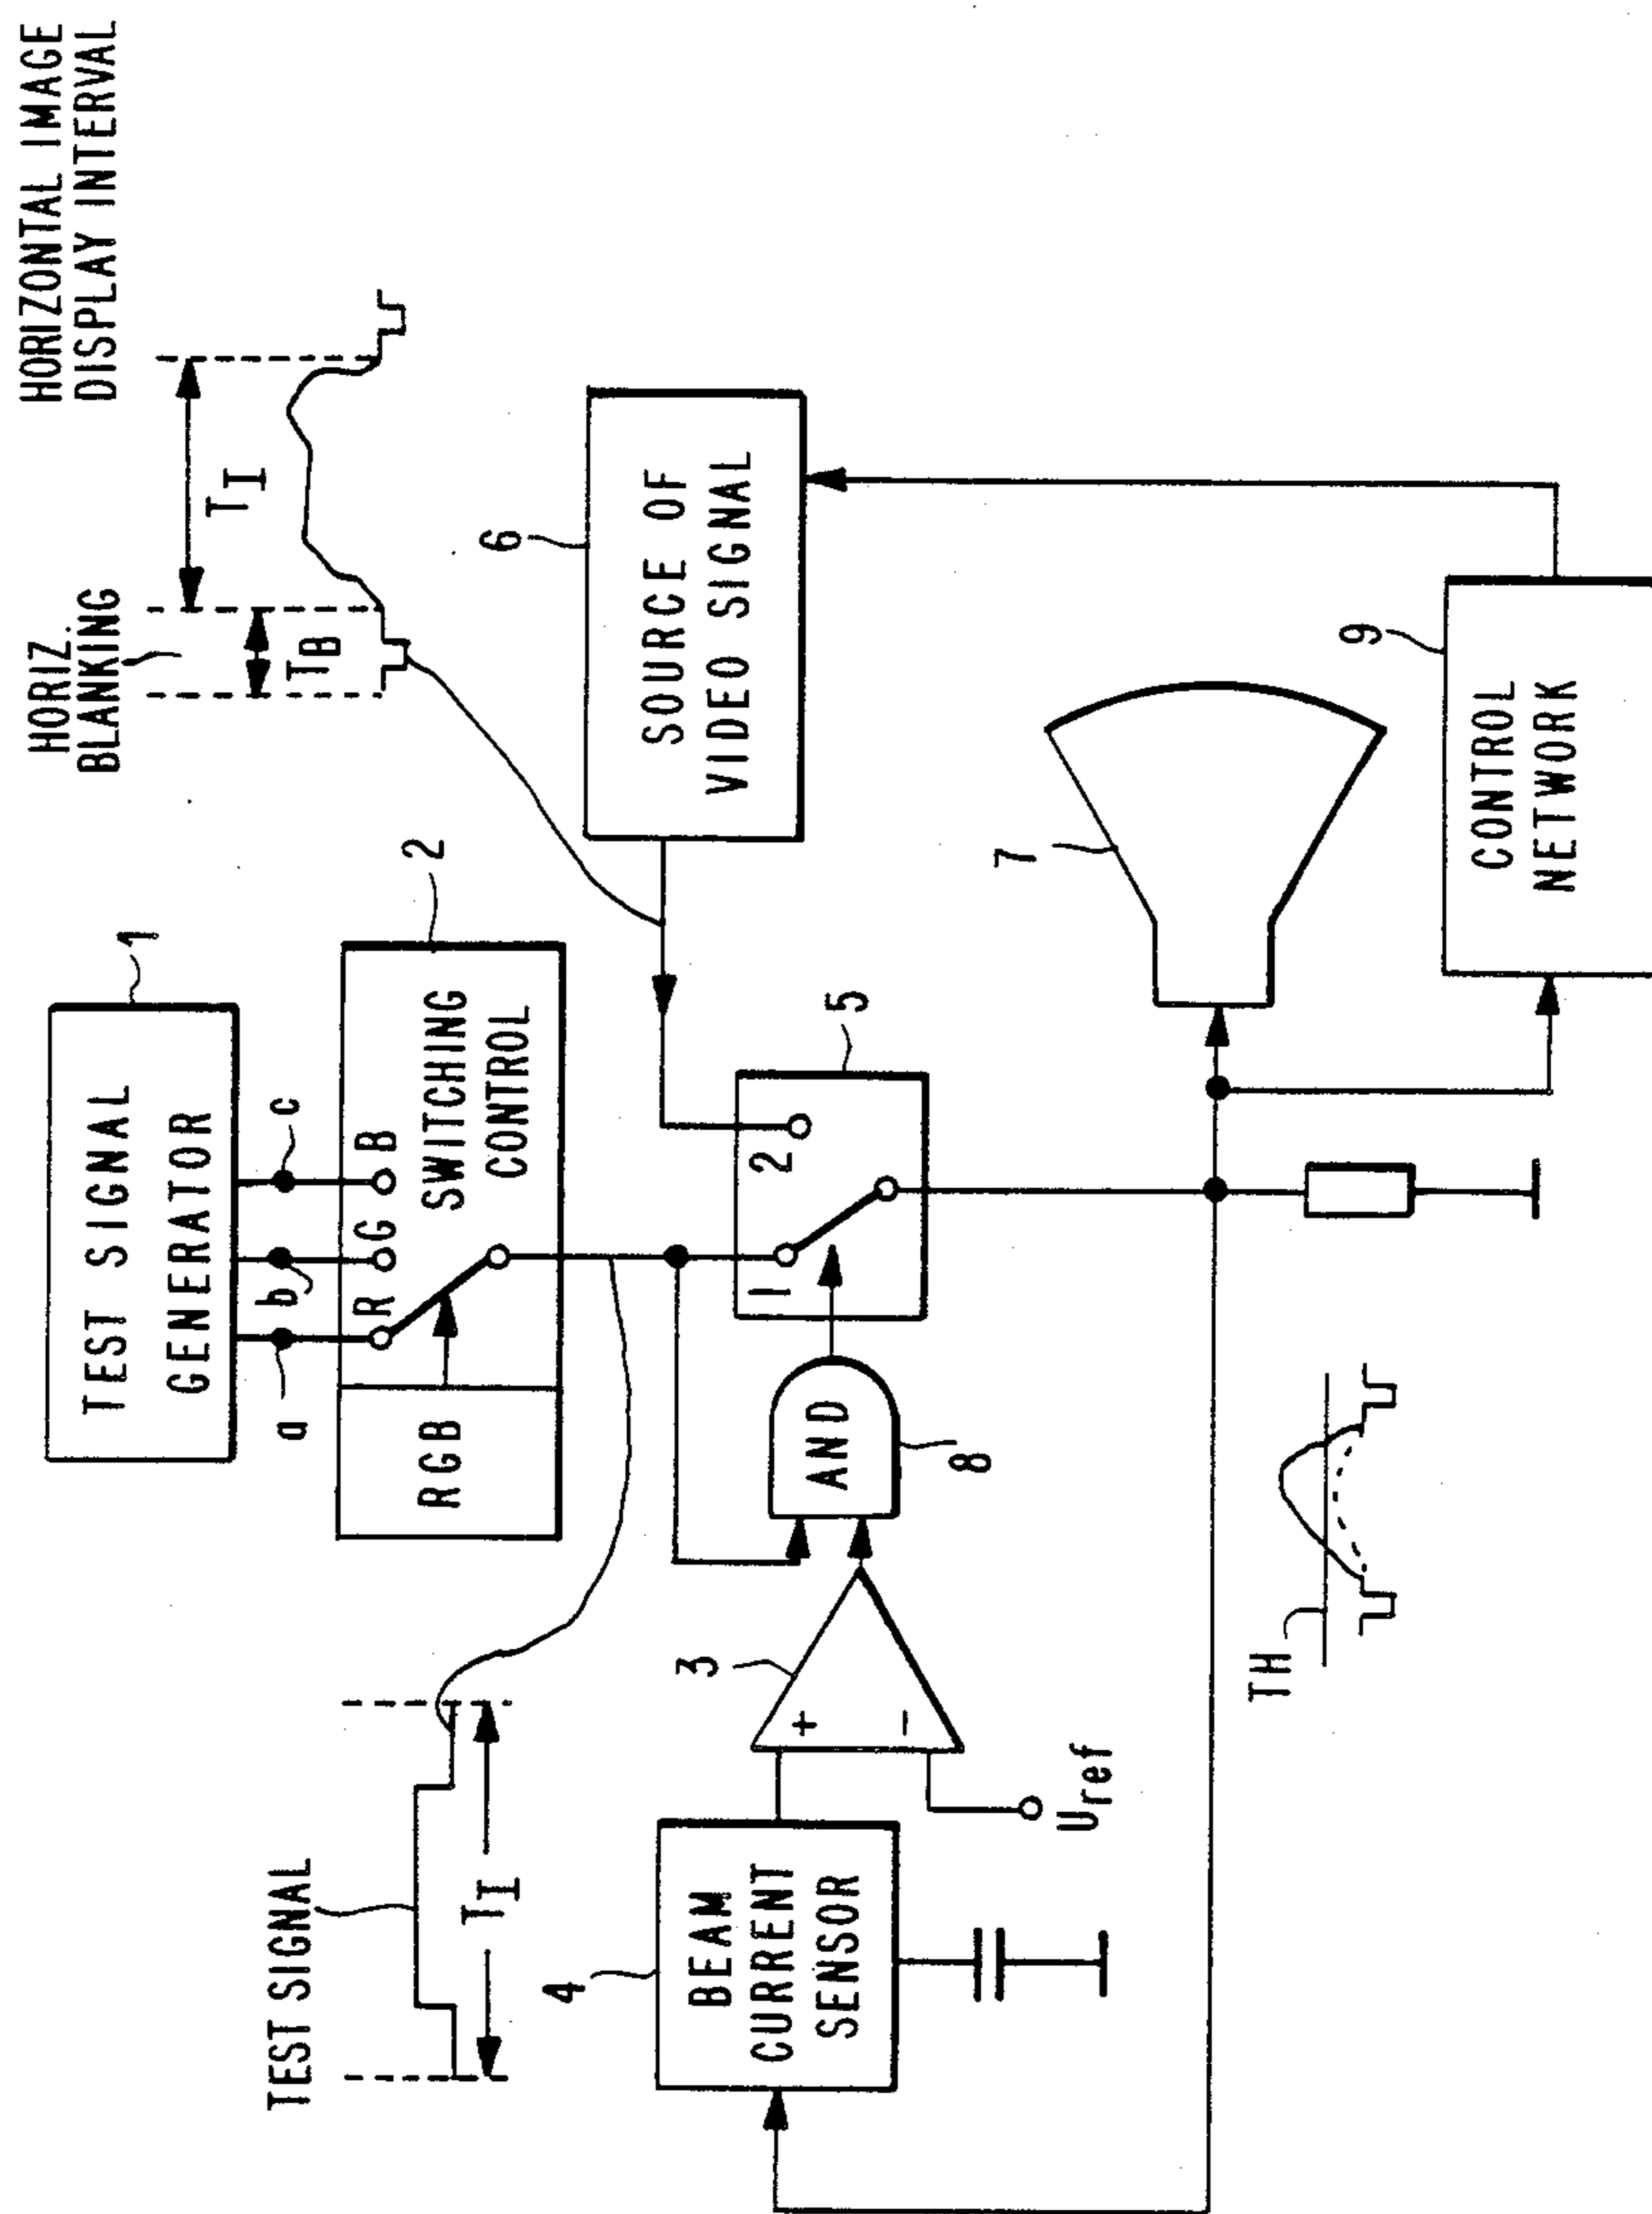 HORIZONTAL IMAGE
DISPLAY INTERVAL
HORIZ.
BLANKING
T_I
T_B
TEST SIGNAL
GENERATOR
1
a
b
c
R
G
B
RGB
SWITCHING
CONTROL
2
TEST SIGNAL
T_I
SOURCE OF
VIDEO SIGNAL
6
BEAM
CURRENT
SENSOR
4
+
−
3
U_ref
AND
8
1
2
5
7
TH
CONTROL
NETWORK
9